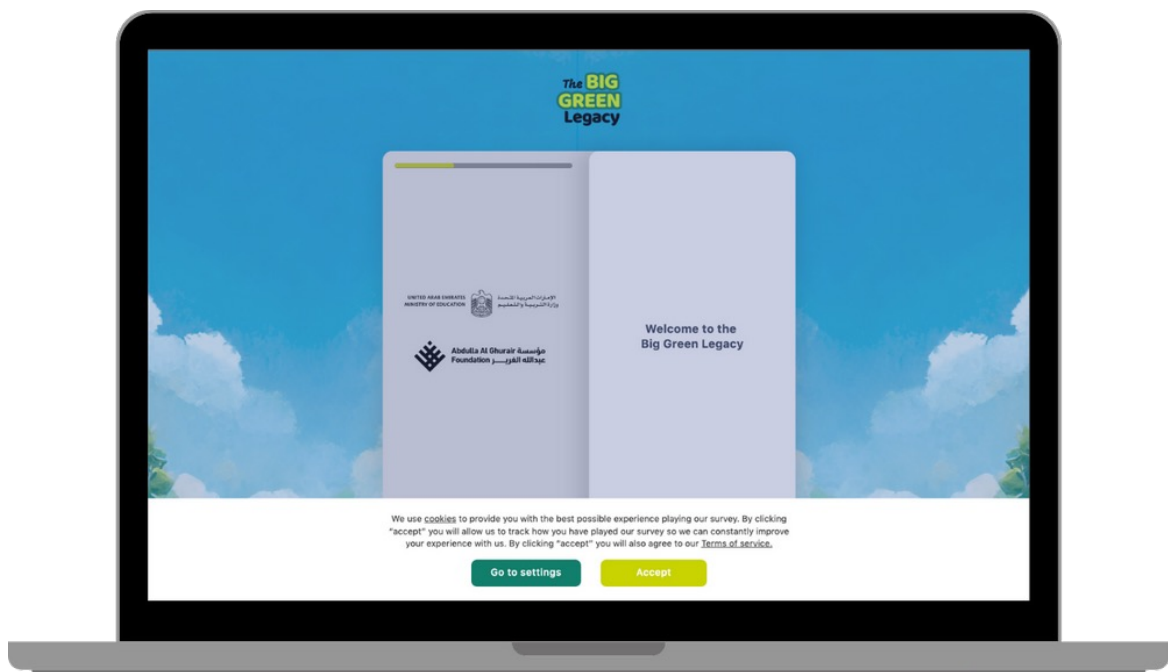 The BIG
GREEN
Legacy
UNITED ARAB EMIRATES
MINISTRY OF EDUCATION
الإمارات العربية المتحدة
وزارة التربية والتعليم
Abdulla Al Ghurair
Foundation
مؤسسة
عبدالله الغرير
Welcome to the
Big Green Legacy
We use cookies to provide you with the best possible experience playing our survey. By clicking
"accept" you will allow us to track how you have played our survey so we can constantly improve
your experience with us. By clicking "accept" you will also agree to our Terms of service.
Go to settings
Accept